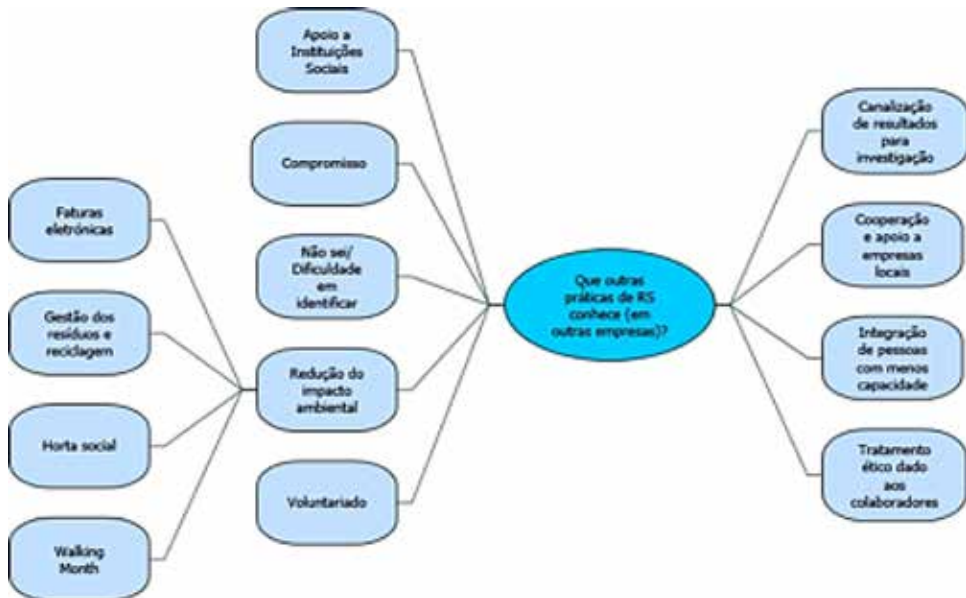 Apoio a
Instituições
Sociais
Compromisso
Não sei/
Dificuldade
em
identificar
Redução do
impacto
ambiental
Voluntariado
Faturas
eletrónicas
Gestão dos
resíduos e
reciclagem
Horta social
Walking
Month
Que outras
práticas de RS
conhece (em
outras empresas)?
Canalização
de resultados
para
investigação
Cooperação
e apoio a
empresas
locais
Integração
de pessoas
com menos
capacidade
Tratamento
ético dado
aos
colaboradores